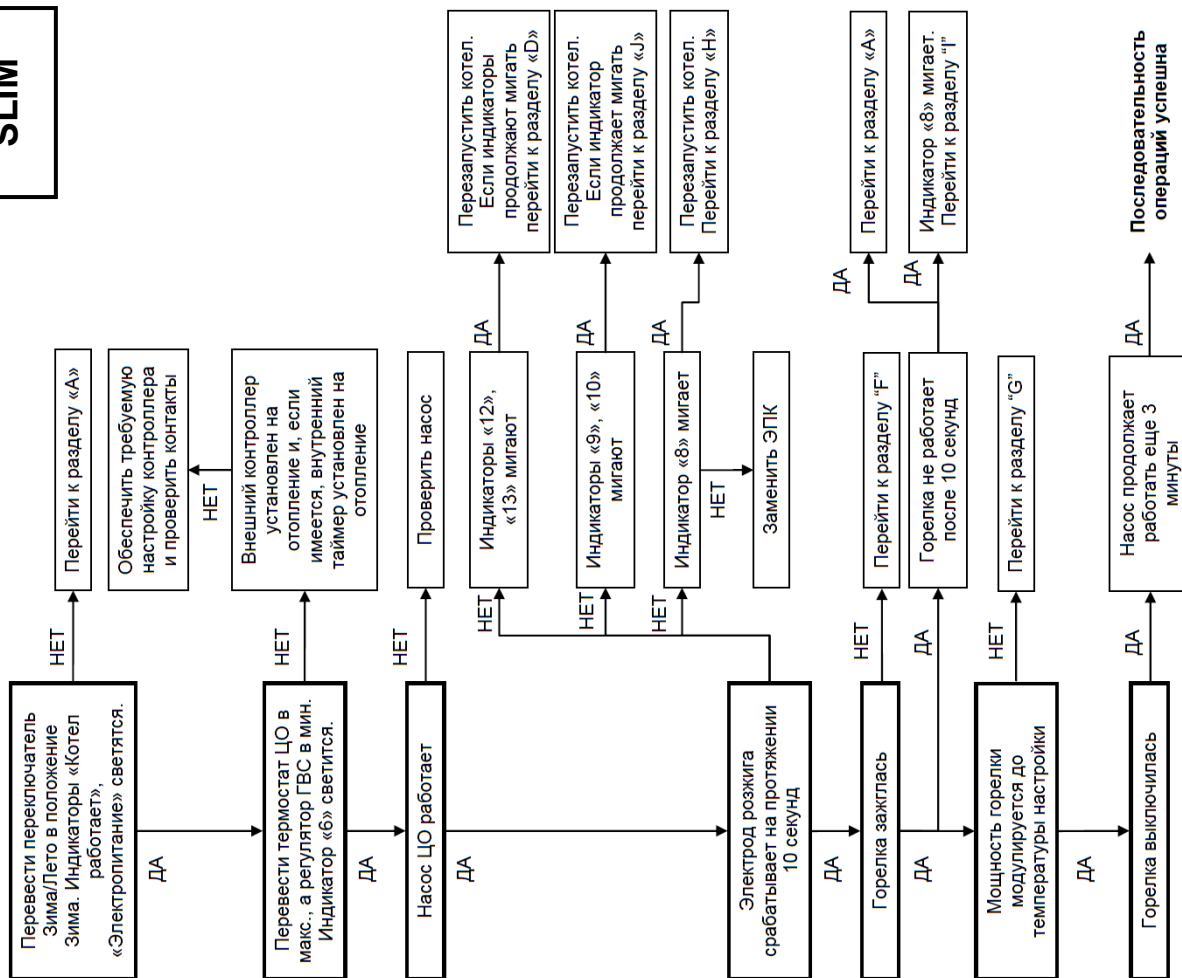 SLIM
Перевести переключатель
Зима/Лето в положение
Зима. Индикаторы «Котел
работает»,
«Электропитание» светятся.
НЕТ
Перейти к разделу «А»
ДА
Обеспечить требуемую
настройку контроллера
и проверить контакты
НЕТ
Внешний контроллер
установлен на
отопление и, если
имеется, внутренний
таймер установлен на
отопление
НЕТ
Перевести термостат ЦО в
макс., а регулятор ГВС в мин.
Индикатор «6» светится.
ДА
Насос ЦО работает
НЕТ
Проверить насос
ДА
НЕТ
Индикаторы «12»,
«13» мигают
ДА
Перезапустить котел.
Если индикаторы
продолжают мигать
перейти к разделу «D»
НЕТ
Индикаторы «9», «10»
мигают
ДА
Перезапустить котел.
Если индикатор
продолжает мигать
перейти к разделу «J»
НЕТ
Индикатор «8» мигает
ДА
Перезапустить котел.
Перейти к разделу «H»
НЕТ
Заменить ЭПК
Электрод розжига
срабатывает на протяжении
10 секунд
ДА
Горелка зажглась
НЕТ
Перейти к разделу “F”
ДА
ДА
Горелка не работает
после 10 секунд
ДА
Перейти к разделу «А»
ДА
Индикатор «8» мигает.
Перейти к разделу “I”
Мощность горелки
модулируется до
температуры настройки
НЕТ
Перейти к разделу “G”
ДА
Горелка выключилась
ДА
Насос продолжает
работать еще 3
минуты
ДА
Последовательность
операций успешна